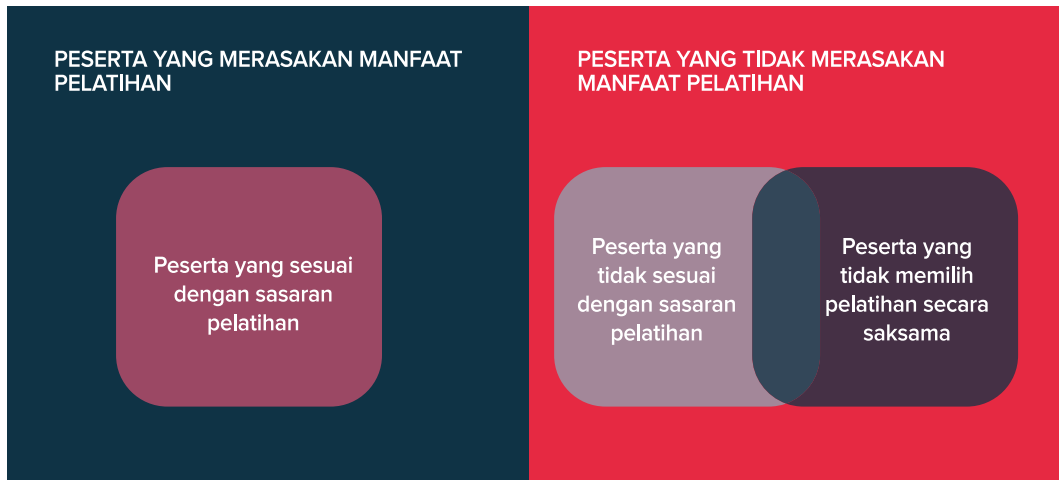 PESERTA YANG MERASAKAN MANFAAT
PELATIHAN
Peserta yang sesuai
dengan sasaran
pelatihan
PESERTA YANG TIDAK MERASAKAN
MANFAAT PELATIHAN
Peserta yang
tidak sesuai
dengan sasaran
pelatihan
Peserta yang
tidak memilih
pelatihan secara
saksama